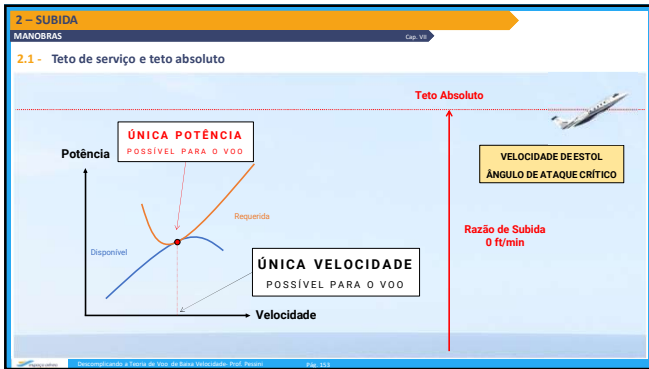 2 – SUBIDA
MANOBRAS
Cap. VII
2.1 - Teto de serviço e teto absoluto
Teto Absoluto
ÚNICA POTÊNCIA
POSSÍVEL PARA O VOO
Potência
VELOCIDADE DE ESTOL
ÂNGULO DE ATAQUE CRÍTICO
Requerida
Razão de Subida
0 ft/min
Disponível
ÚNICA VELOCIDADE
POSSÍVEL PARA O VOO
Velocidade
Descomplicando a Teoria de Voo de Baixa Velocidade- Prof. Pessini
Pág. 153